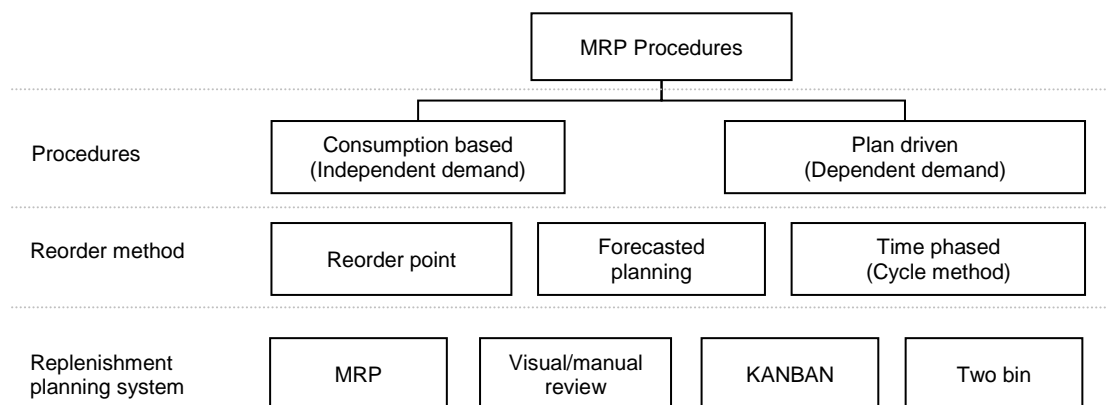 MRP Procedures
Procedures
Consumption based
(Independent demand)
Plan driven
(Dependent demand)
Reorder method
Reorder point
Forecasted
planning
Time phased
(Cycle method)
Replenishment
planning system
MRP
Visual/manual
review
KANBAN
Two bin